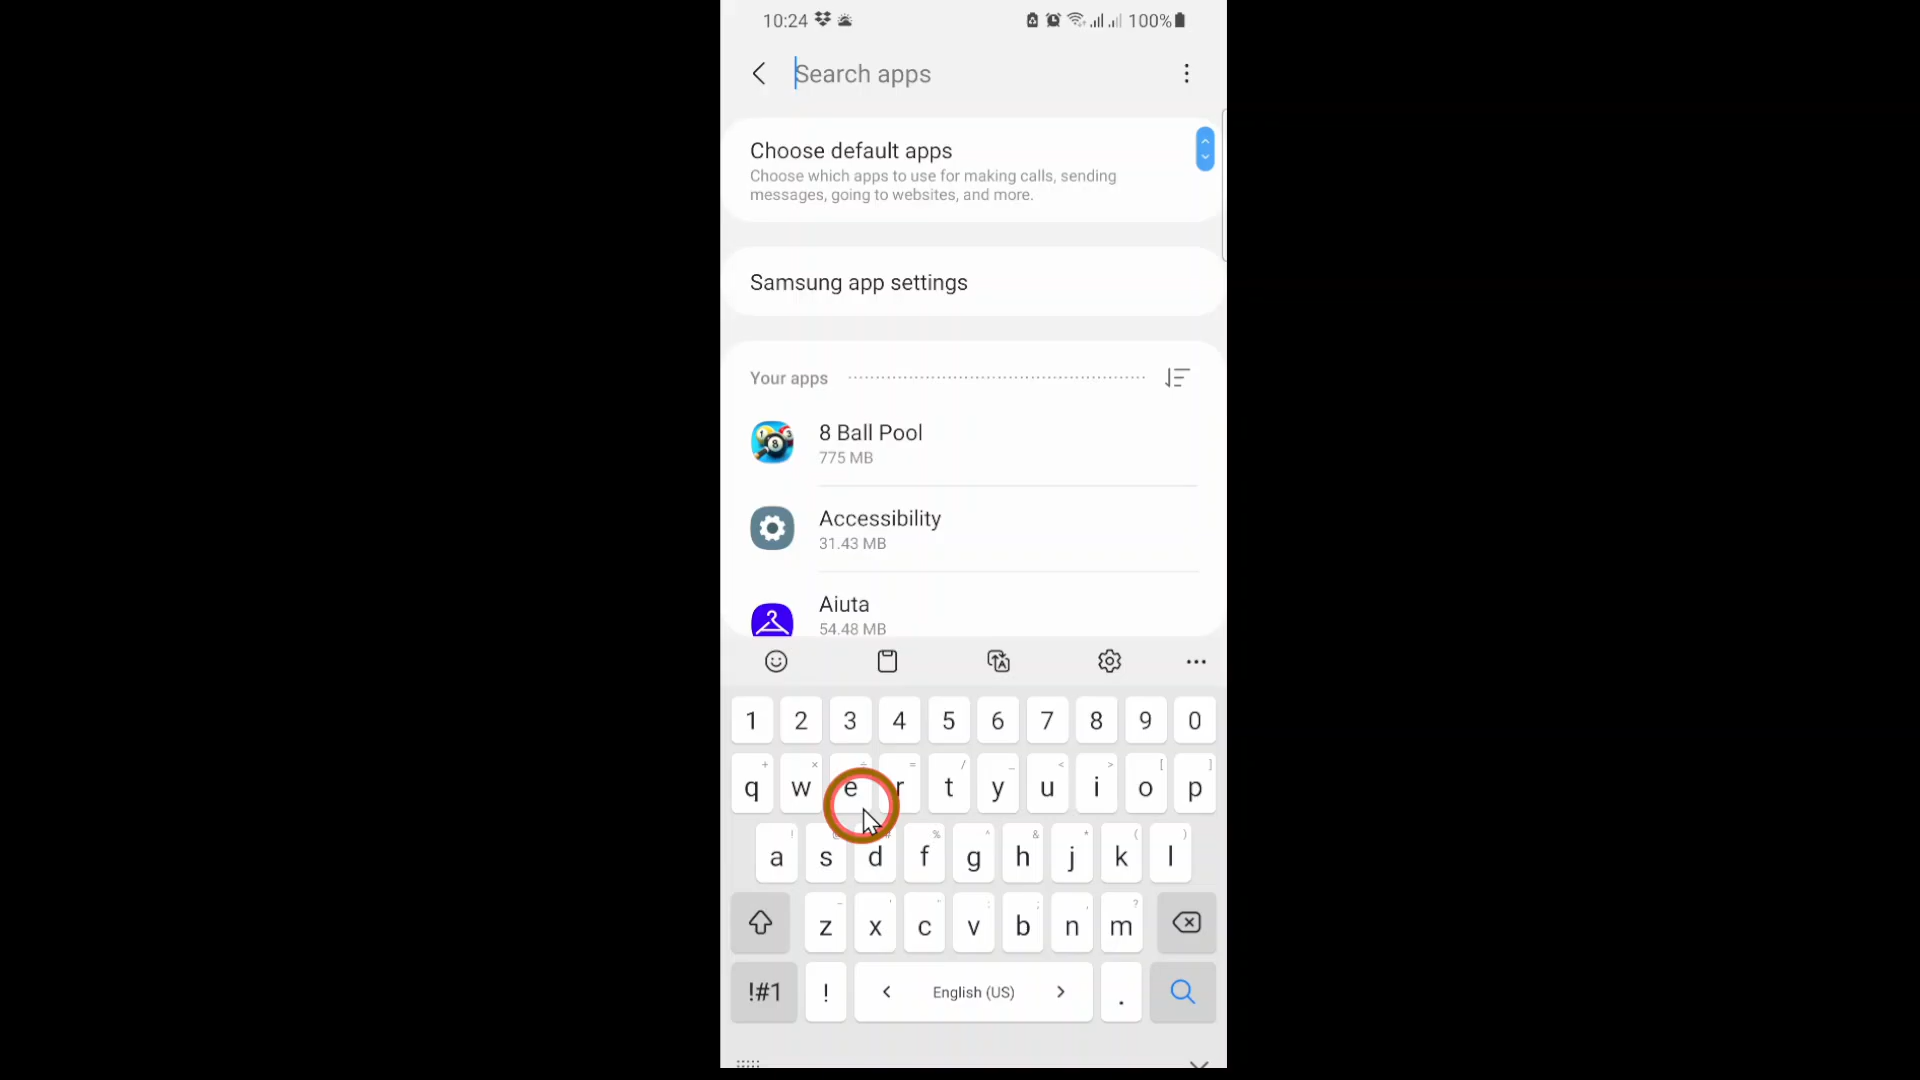 10:24 100%
Search apps
Choose default apps
Choose which apps to use for making calls, sending
messages, going to websites, and more.
Samsung app settings
Your apps
8 Ball Pool
775 MB
Accessibility
31.43 MB
Aiuta
54.48 MB
1 2 3 4 5 6 7 8 9 0
q w e r t y u i o p
a s d f g h j k l
z x c v b n m
!#1 ! < English (US) > .